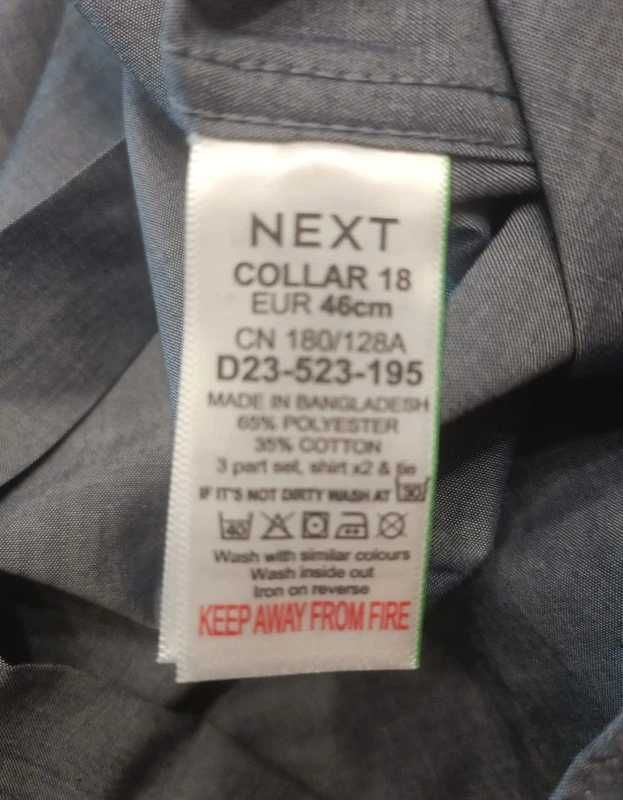 NEXT
COLLAR 18
EUR 46cm
CN 180/128A
D23-523-195
MADE IN BANGLADESH
65% POLYESTER
35% COTTON
3 part set, shirt x2 & tie
IF IT'S NOT DIRTY WASH AT 30
40
Wash with similar colours
Wash inside out
Iron on reverse
KEEP AWAY FROM FIRE